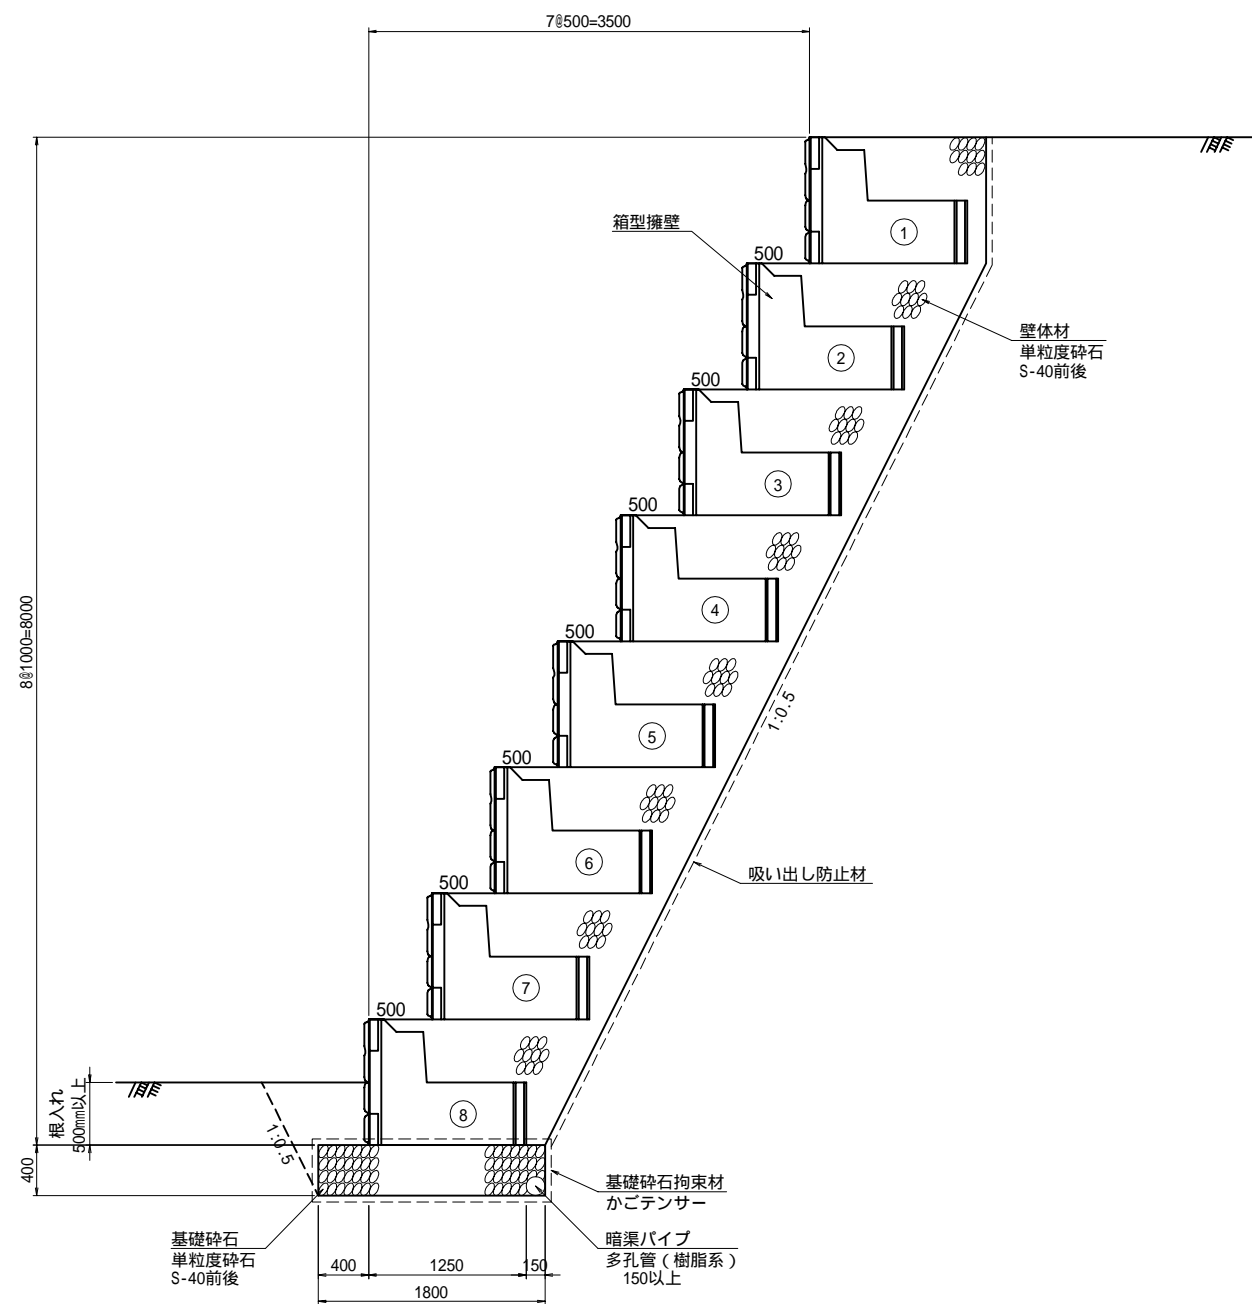 7@500=3500
①
箱型擁壁
500
壁体材
単粒度砕石
S-40前後
②
500
③
500
④
8@1000=8000
500
⑤
1:0.5
500
⑥
吸い出し防止材
500
⑦
500
根入れ
500mm以上
⑧
1:0.5
400
基礎砕石拘束材
かごテンサー
基礎砕石
単粒度砕石
S-40前後
暗渠パイプ
多孔管(樹脂系)
150以上
400
1250
150
1800